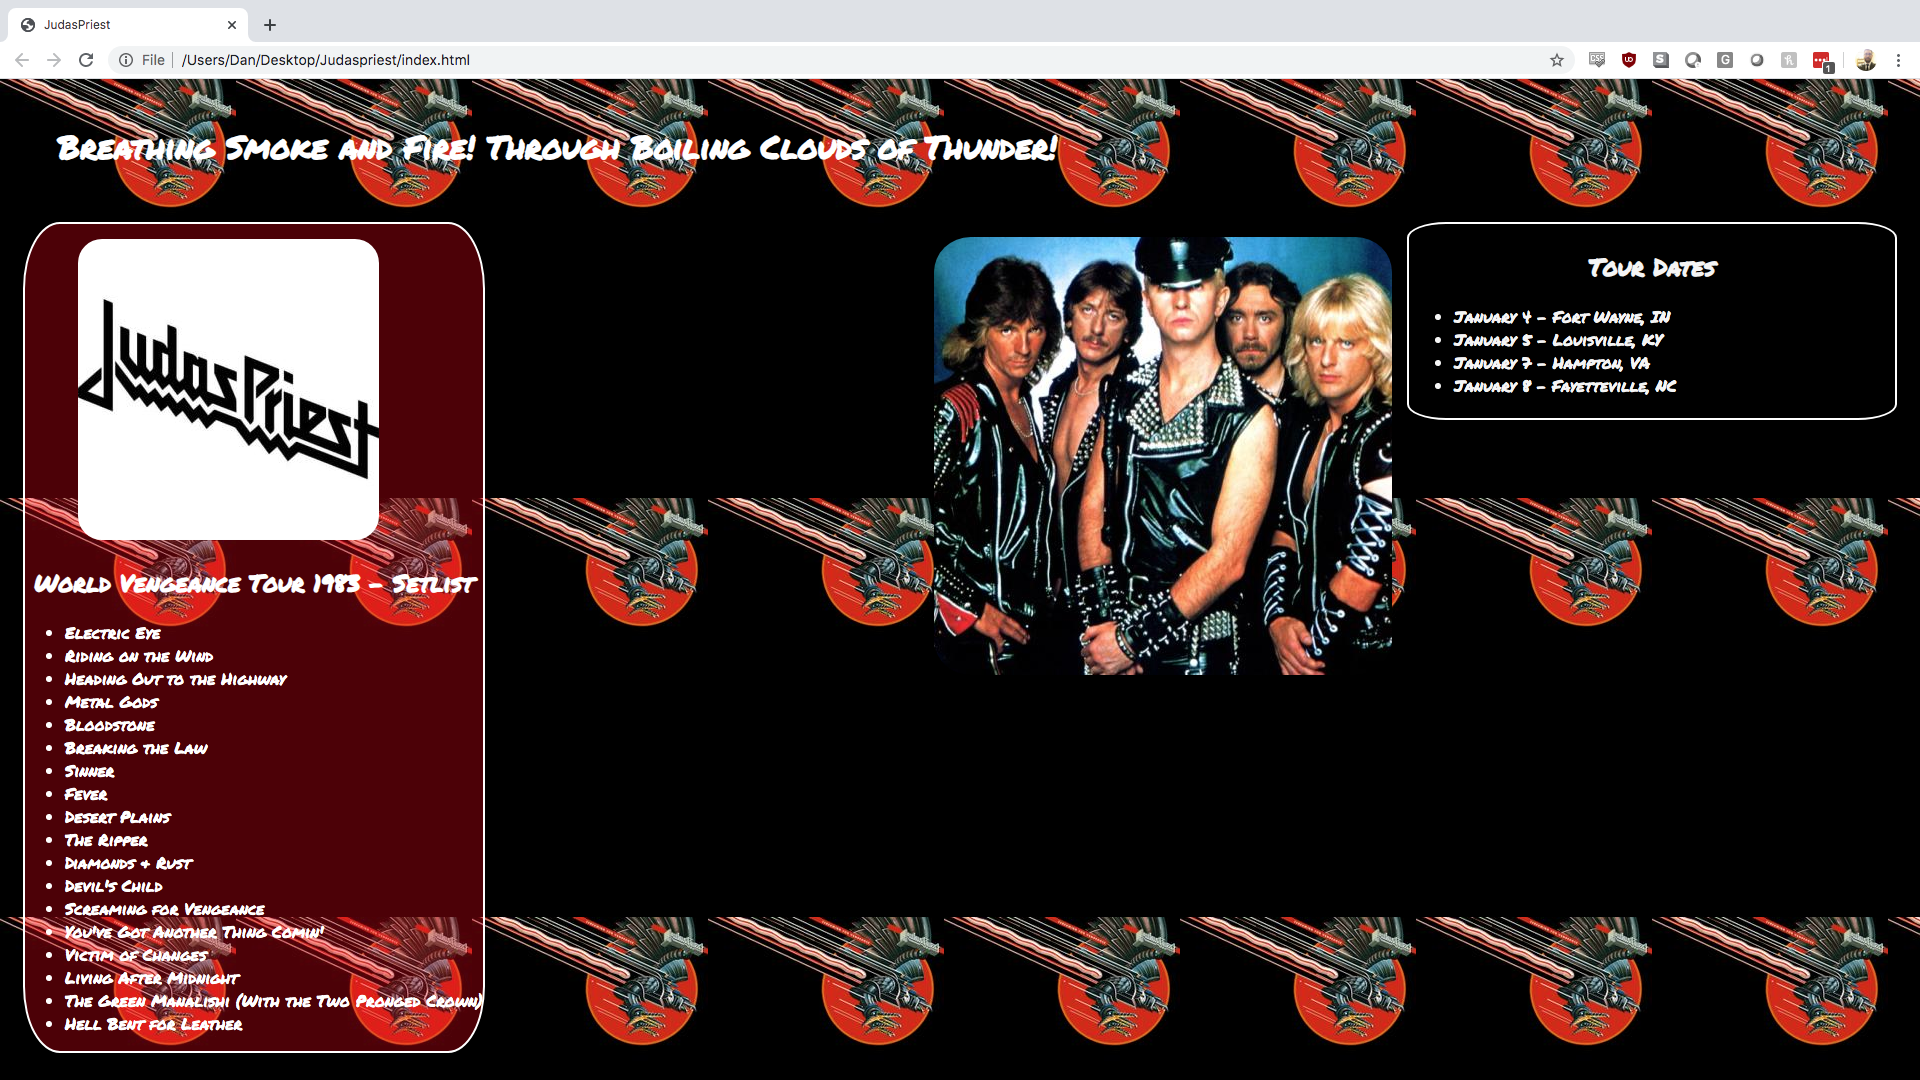 JudasPriest
File
/Users/Dan/Desktop/Judaspriest/index.html
1
Breathing Smoke and Fire! Through Boiling Clouds of Thunder!
Judas Priest
World Vengeance Tour 1983 - Setlist
Electric Eye
Riding on the Wind
Heading Out to the Highway
Metal Gods
Bloodstone
Breaking the Law
Sinner
Fever
Desert Plains
The Ripper
Diamonds & Rust
Devil's Child
Screaming for Vengeance
You've Got Another Thing Comin'
Victim of Changes
Living After Midnight
The Green Manalishi (With the Two Pronged Crown)
Hell Bent for Leather
Tour Dates
January 4 - Fort Wayne, IN
January 5 - Louisville, KY
January 7 - Hampton, VA
January 8 - Fayetteville, NC